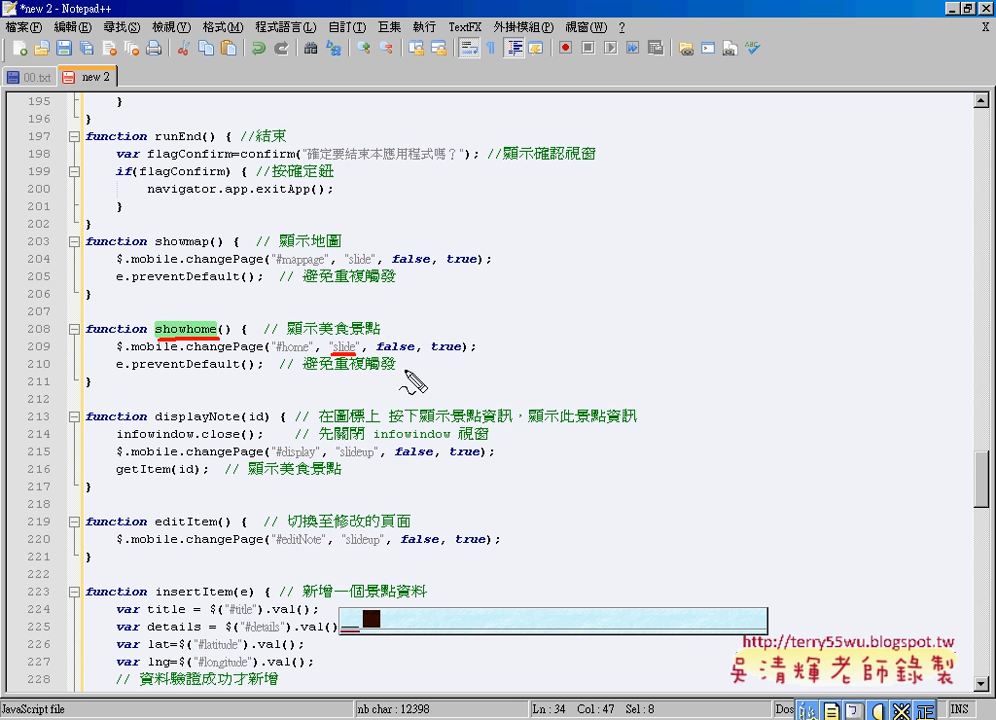 *new 2 - Notepad++
檔案(F) 編輯(E) 尋找(S) 檢視(V) 格式(M) 程式語言(L) 自訂(T) 巨集 執行 TextFX 外掛模組(P) 視窗(W) ? X
00.txt new 2
195 }
196 }
197 function runEnd() { //結束
198 var flagConfirm=confirm("確定要結束本應用程式嗎？"); //顯示確認視窗
199 if(flagConfirm) { //按確定鈕
200 navigator.app.exitApp();
201 }
202 }
203 function showmap() { // 顯示地圖
204 $.mobile.changePage("#mappage", "slide", false, true);
205 e.preventDefault(); // 避免重複觸發
206 }
207
208 function showhome() { // 顯示美食景點
209 $.mobile.changePage("#home", "slide", false, true);
210 e.preventDefault(); // 避免重複觸發
211 }
212
213 function displayNote(id) { // 在圖標上 按下顯示景點資訊，顯示此景點資訊
214 infowindow.close(); // 先關閉 infowindow 視窗
215 $.mobile.changePage("#display", "slideup", false, true);
216 getItem(id); // 顯示美食景點
217 }
218
219 function editItem() { // 切換至修改的頁面
220 $.mobile.changePage("#editNote", "slideup", false, true);
221 }
222
223 function insertItem(e) { // 新增一個景點資料
224 var title = $("#title").val();
225 var details = $("#details").val()
226 var lat=$("#latitude").val();
227 var lng=$("#longitude").val();
228 // 資料驗證成功才新增
http://terry55wu.blogspot.tw
吳清輝老師錄製
JavaScript file nb char : 12398 Ln : 34 Col : 47 Sel : 8 Dos INS